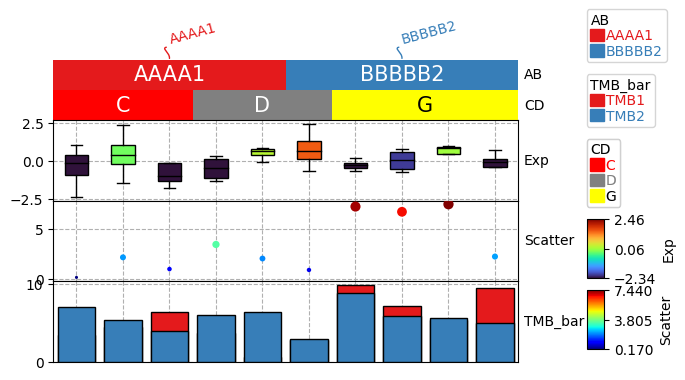 AAAA1
BBBBB2
AAAA1
BBBBB2
AB
C
D
G
CD
2.5
0.0
−2.5
Exp
5
0
Scatter
10
0
TMB_bar
AB
AAAA1
BBBBB2
TMB_bar
TMB1
TMB2
CD
C
D
G
2.46
0.06
−2.34
Exp
7.440
3.805
0.170
Scatter